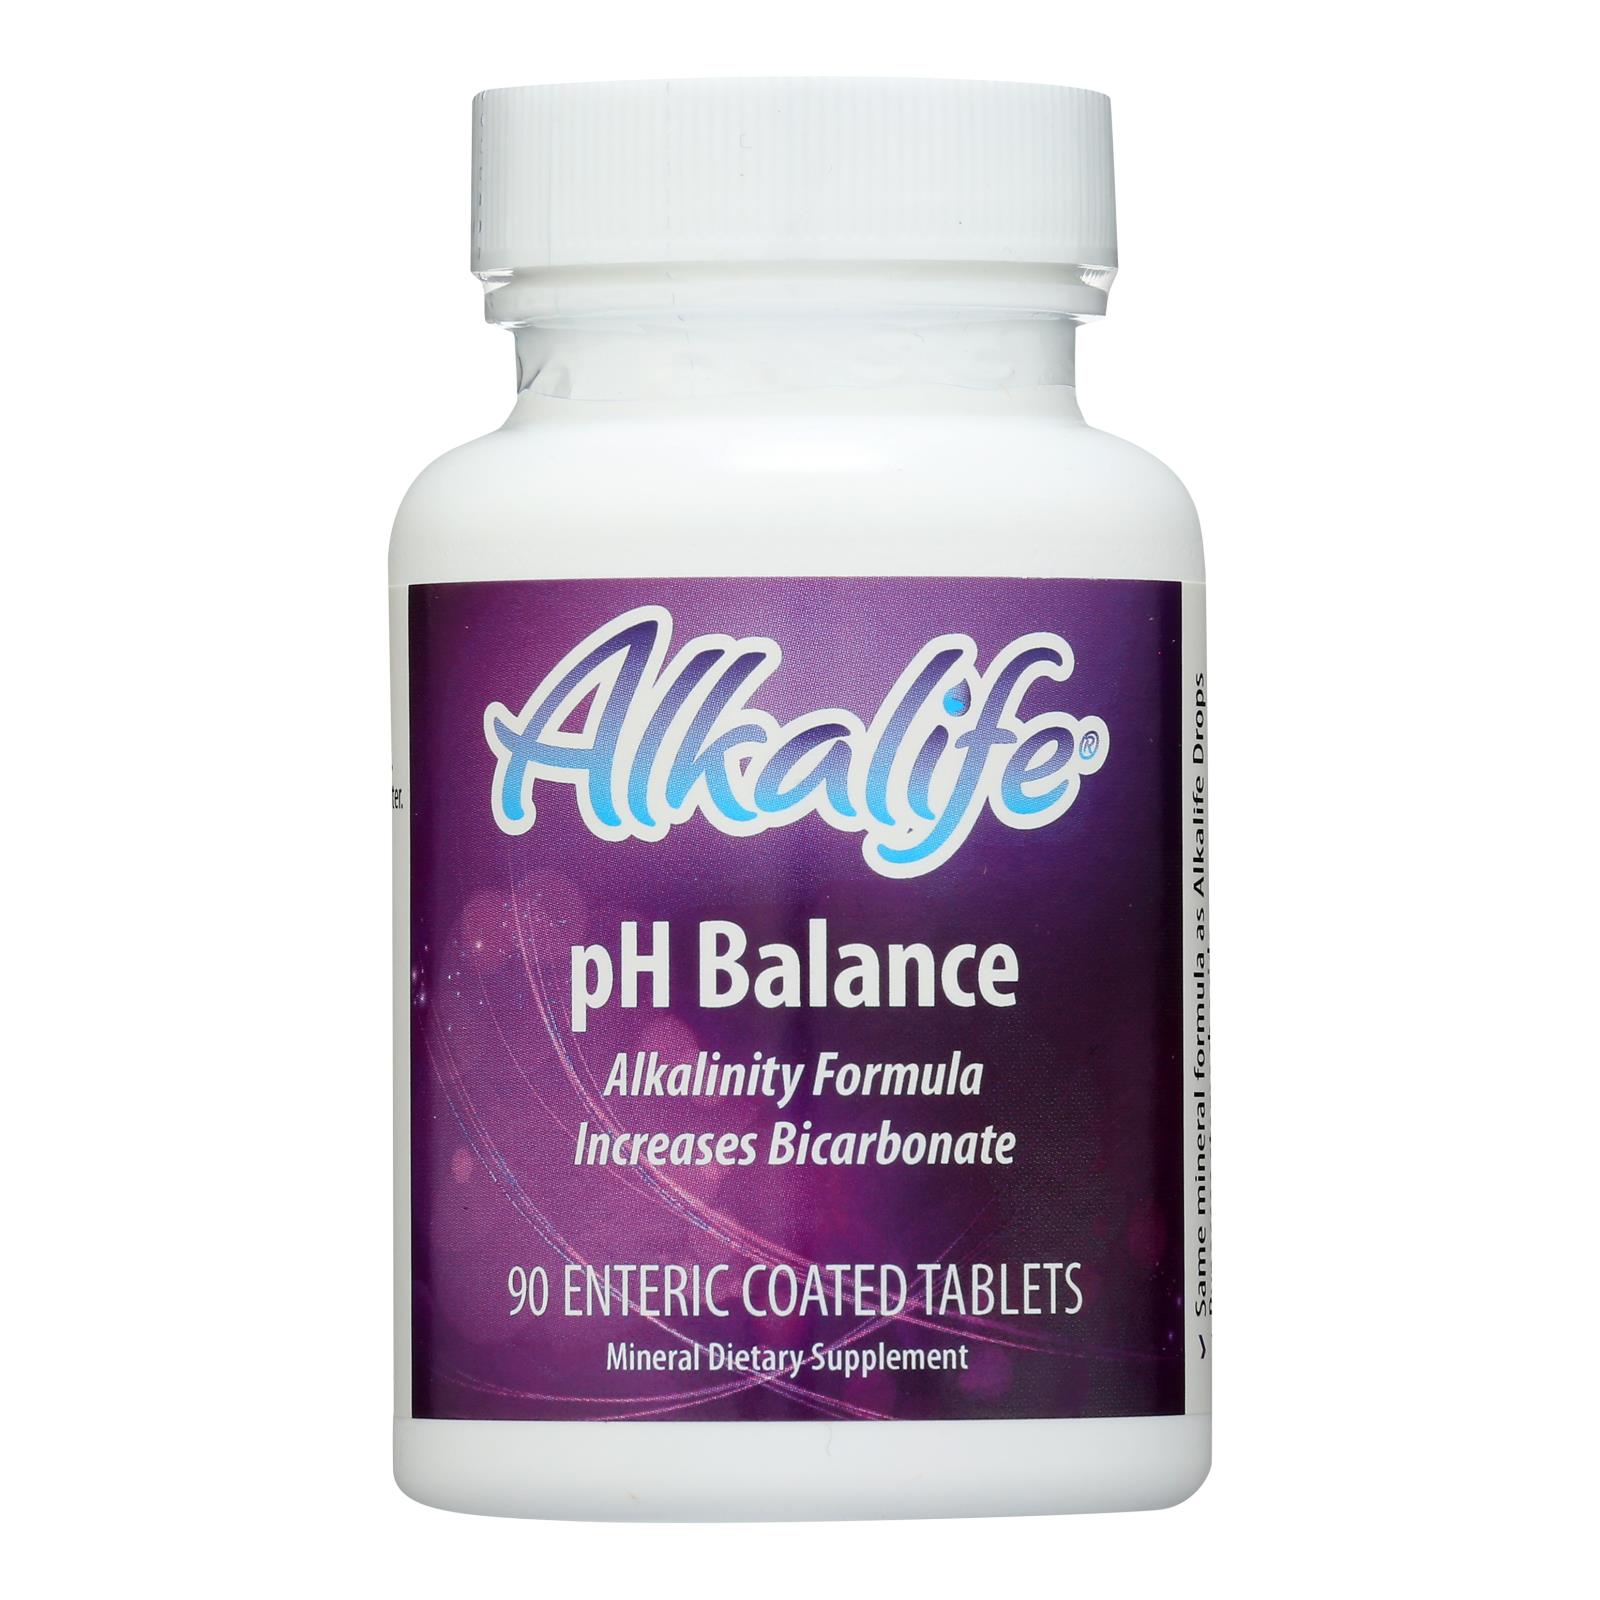 Alkalife®
pH Balance
Alkalinity Formula
Increases Bicarbonate
90 ENTERIC COATED TABLETS
Mineral Dietary Supplement
ter.
✓ Same mineral formula as Alkalife Drops